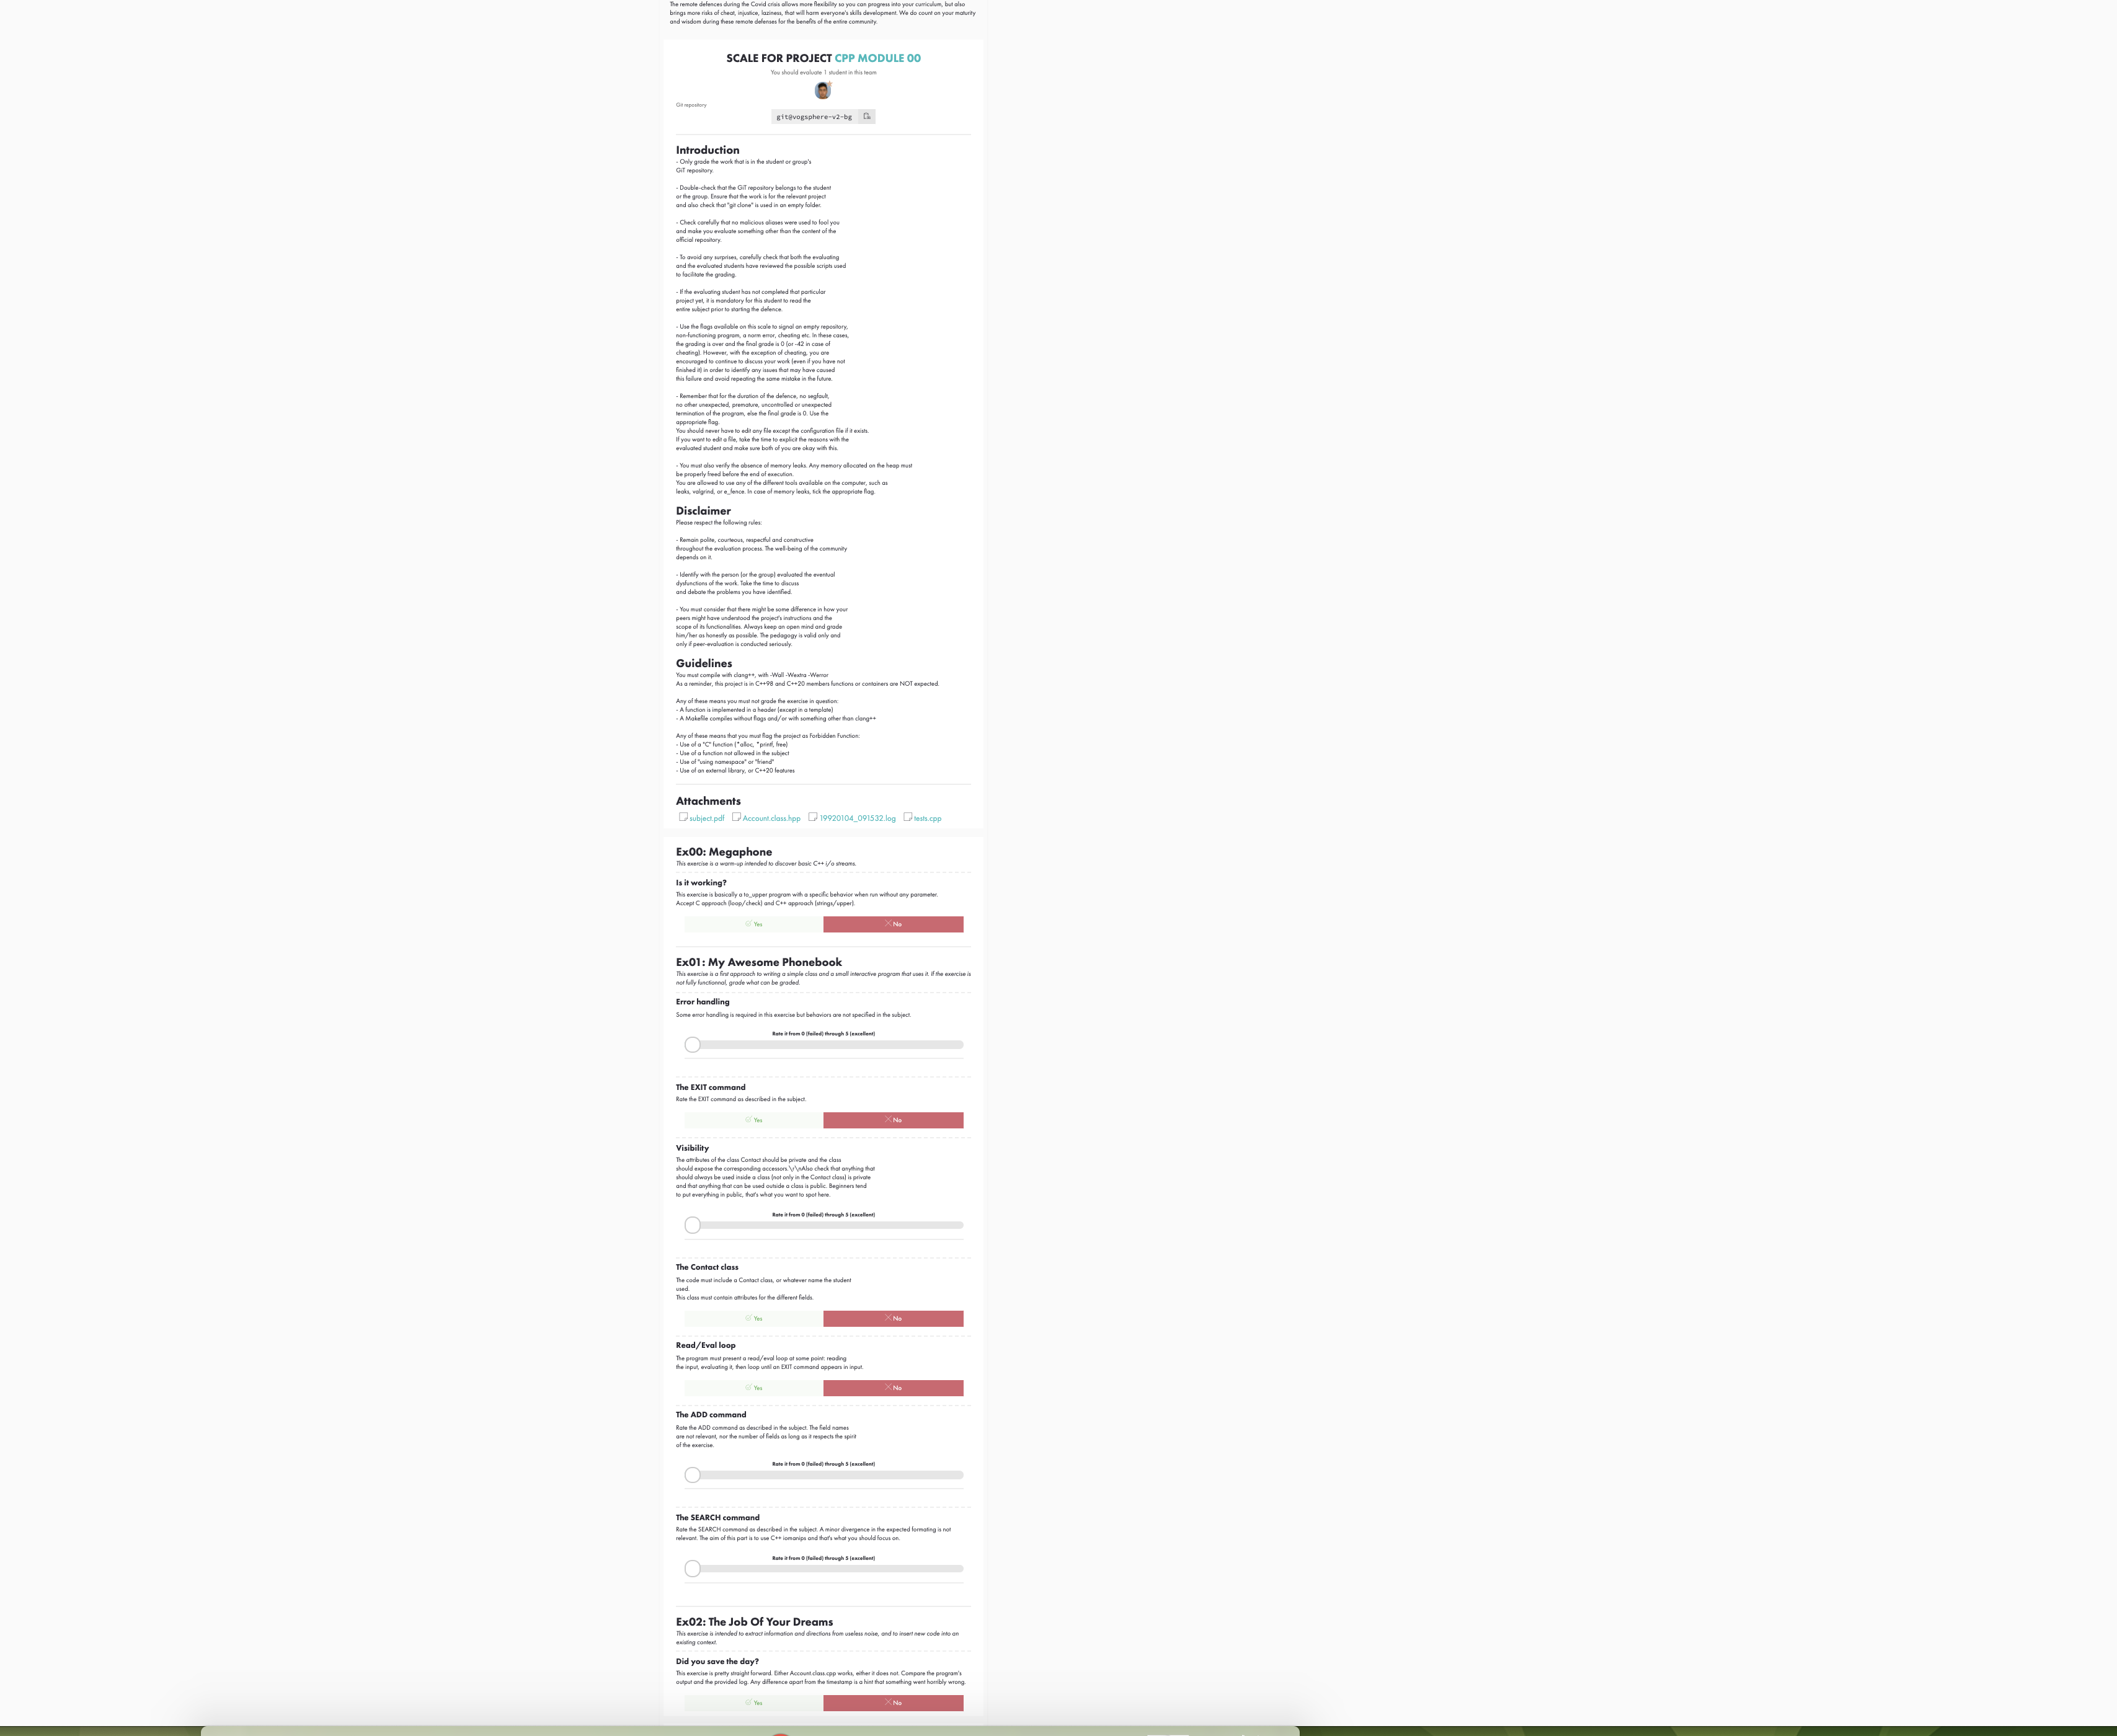 The remote defences during the Covid crisis allows more flexibility so you can progress into your curriculum, but also
brings more risks of cheat, injustice, laziness, that will harm everyone's skills development. We do count on your maturity
and wisdom during these remote defenses for the benefits of the entire community.
SCALE FOR PROJECT CPP MODULE 00
You should evaluate 1 student in this team
Git repository
git@vogsphere-v2-bg
Introduction
- Only grade the work that is in the student or group's
GiT repository.
- Double-check that the GiT repository belongs to the student
or the group. Ensure that the work is for the relevant project
and also check that "git clone" is used in an empty folder.
- Check carefully that no malicious aliases were used to fool you
and make you evaluate something other than the content of the
official repository.
- To avoid any surprises, carefully check that both the evaluating
and the evaluated students have reviewed the possible scripts used
to facilitate the grading.
- If the evaluating student has not completed that particular
project yet, it is mandatory for this student to read the
entire subject prior to starting the defence.
- Use the flags available on this scale to signal an empty repository,
non-functioning program, a norm error, cheating etc. In these cases,
the grading is over and the final grade is 0 (or -42 in case of
cheating). However, with the exception of cheating, you are
encouraged to continue to discuss your work (even if you have not
finished it) in order to identify any issues that may have caused
this failure and avoid repeating the same mistake in the future.
- Remember that for the duration of the defence, no segfault,
no other unexpected, premature, uncontrolled or unexpected
termination of the program, else the final grade is 0. Use the
appropriate flag.
You should never have to edit any file except the configuration file if it exists.
If you want to edit a file, take the time to explicit the reasons with the
evaluated student and make sure both of you are okay with this.
- You must also verify the absence of memory leaks. Any memory allocated on the heap must
be properly freed before the end of execution.
You are allowed to use any of the different tools available on the computer, such as
leaks, valgrind, or e_fence. In case of memory leaks, tick the appropriate flag.
Disclaimer
Please respect the following rules:
- Remain polite, courteous, respectful and constructive
throughout the evaluation process. The well-being of the community
depends on it.
- Identify with the person (or the group) evaluated the eventual
dysfunctions of the work. Take the time to discuss
and debate the problems you have identified.
- You must consider that there might be some difference in how your
peers might have understood the project's instructions and the
scope of its functionalities. Always keep an open mind and grade
him/her as honestly as possible. The pedagogy is valid only and
only if peer-evaluation is conducted seriously.
Guidelines
You must compile with clang++, with -Wall -Wextra -Werror
As a reminder, this project is in C++98 and C++20 members functions or containers are NOT expected.
Any of these means you must not grade the exercise in question:
- A function is implemented in a header (except in a template)
- A Makefile compiles without flags and/or with something other than clang++
Any of these means that you must flag the project as Forbidden Function:
- Use of a "C" function (*alloc, *printf, free)
- Use of a function not allowed in the subject
- Use of "using namespace" or "friend"
- Use of an external library, or C++20 features
Attachments
subject.pdf Account.class.hpp 19920104_091532.log tests.cpp
Ex00: Megaphone
This exercise is a warm-up intended to discover basic C++ i/o streams.
Is it working?
This exercise is basically a to_upper program with a specific behavior when run without any parameter.
Accept C approach (loop/check) and C++ approach (strings/upper).
Yes No
Ex01: My Awesome Phonebook
This exercise is a first approach to writing a simple class and a small interactive program that uses it. If the exercise is
not fully functionnal, grade what can be graded.
Error handling
Some error handling is required in this exercise but behaviors are not specified in the subject.
Rate it from 0 (failed) through 5 (excellent)
The EXIT command
Rate the EXIT command as described in the subject.
Yes No
Visibility
The attributes of the class Contact should be private and the class
should expose the corresponding accessors.\r\nAlso check that anything that
should always be used inside a class (not only in the Contact class) is private
and that anything that can be used outside a class is public. Beginners tend
to put everything in public, that's what you want to spot here.
Rate it from 0 (failed) through 5 (excellent)
The Contact class
The code must include a Contact class, or whatever name the student
used.
This class must contain attributes for the different fields.
Yes No
Read/Eval loop
The program must present a read/eval loop at some point: reading
the input, evaluating it, then loop until an EXIT command appears in input.
Yes No
The ADD command
Rate the ADD command as described in the subject. The field names
are not relevant, nor the number of fields as long as it respects the spirit
of the exercise.
Rate it from 0 (failed) through 5 (excellent)
The SEARCH command
Rate the SEARCH command as described in the subject. A minor divergence in the expected formating is not
relevant. The aim of this part is to use C++ iomanips and that's what you should focus on.
Rate it from 0 (failed) through 5 (excellent)
Ex02: The Job Of Your Dreams
This exercise is intended to extract information and directions from useless noise, and to insert new code into an
existing context.
Did you save the day?
This exercise is pretty straight forward. Either Account.class.cpp works, either it does not. Compare the program's
output and the provided log. Any difference apart from the timestamp is a hint that something went horribly wrong.
Yes No